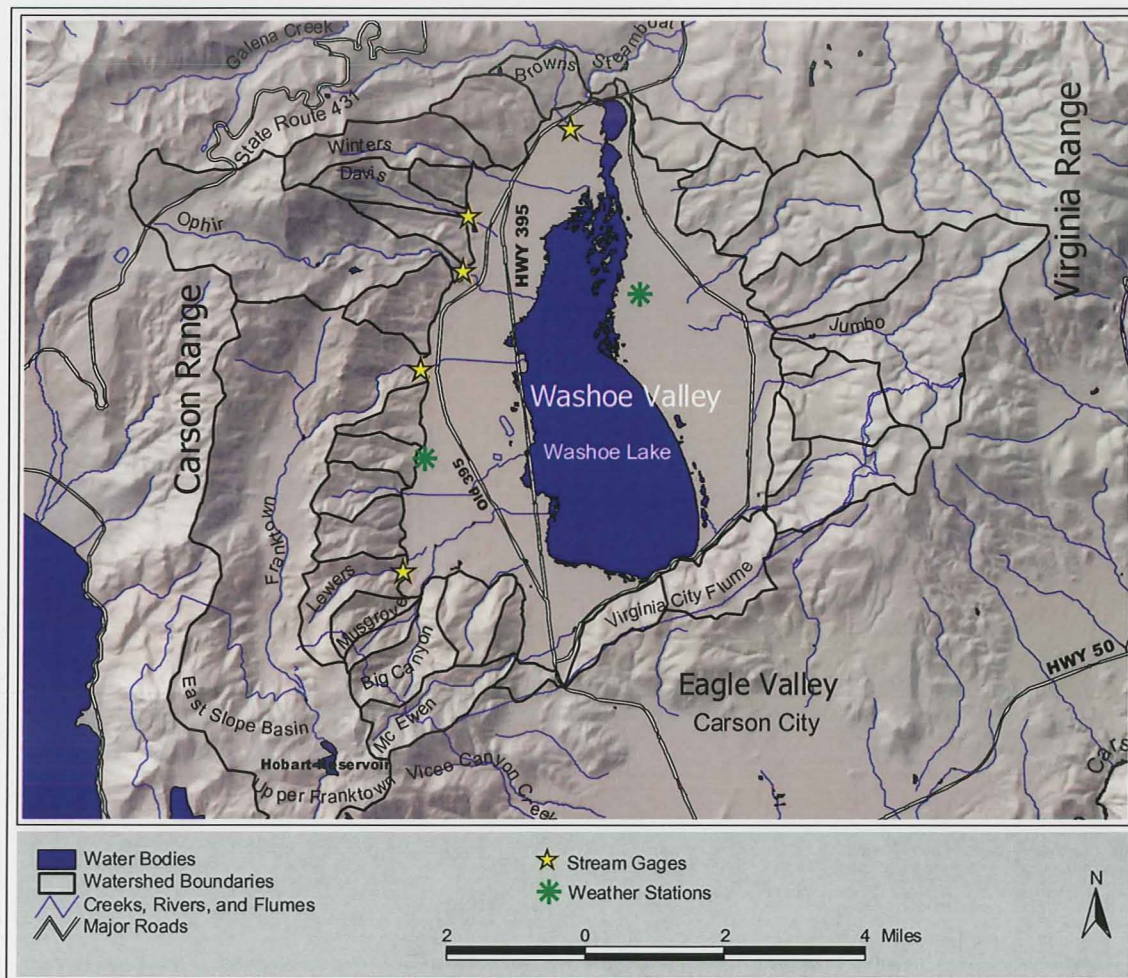 Galena Creek
Browns
Steamboat
State Route 431
Winters
Davis
Ophir
HWY 395
Virginia Range
Jumbo
Carson Range
Washoe Valley
Washoe Lake
Old 395
Franktown
Lewers
Musgrove
Big Canyon
Virginia City Flume
Mc Ewen
East Slope Basin
Eagle Valley
Carson City
HWY 50
Hobart Reservoir
Upper Franktown
Vicee Canyon Creek
Cars
Water Bodies
Watershed Boundaries
Creeks, Rivers, and Flumes
Major Roads
Stream Gages
Weather Stations
N
2 0 2 4 Miles